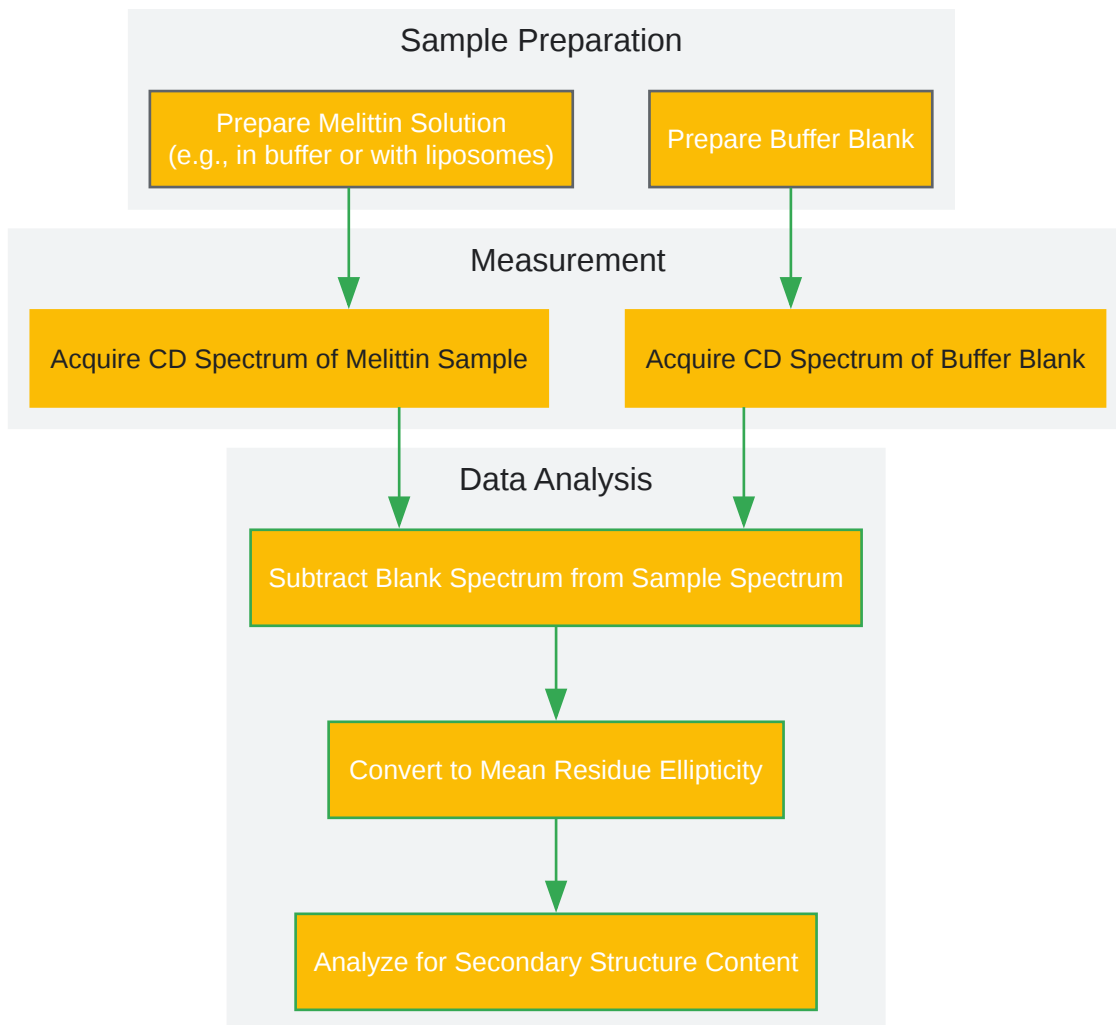 Sample Preparation
Prepare Melittin Solution
(e.g., in buffer or with liposomes)
Prepare Buffer Blank
Measurement
Acquire CD Spectrum of Melittin Sample
Acquire CD Spectrum of Buffer Blank
Data Analysis
Subtract Blank Spectrum from Sample Spectrum
Convert to Mean Residue Ellipticity
Analyze for Secondary Structure Content